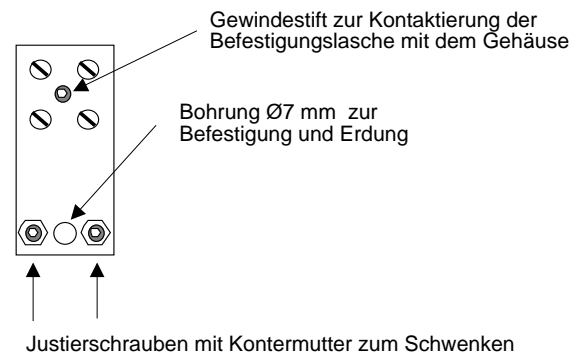 Gewindestift zur Kontaktierung der
Befestigungslasche mit dem Gehäuse
Bohrung Ø7 mm zur
Befestigung und Erdung
Justierschrauben mit Kontermutter zum Schwenken